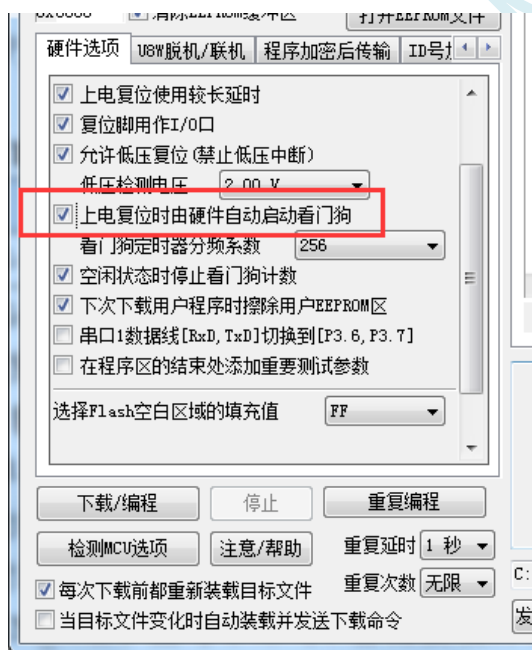 清除EEPROM缓冲区 打开EEPROM文件
硬件选项 U8W脱机/联机 程序加密后传输 ID号
上电复位使用较长延时
复位脚用作I/O口
允许低压复位(禁止低压中断)
低压检测电压 2.00 V
上电复位时由硬件自动启动看门狗
看门狗定时器分频系数 256
空闲状态时停止看门狗计数
下次下载用户程序时擦除用户EEPROM区
串口1数据线[RxD,TxD]切换到[P3.6,P3.7]
在程序区的结束处添加重要测试参数
选择Flash空白区域的填充值 FF
下载/编程 停止 重复编程
检测MCU选项 注意/帮助 重复延时 1 秒
每次下载前都重新装载目标文件 重复次数 无限 C:
当目标文件变化时自动装载并发送下载命令 发